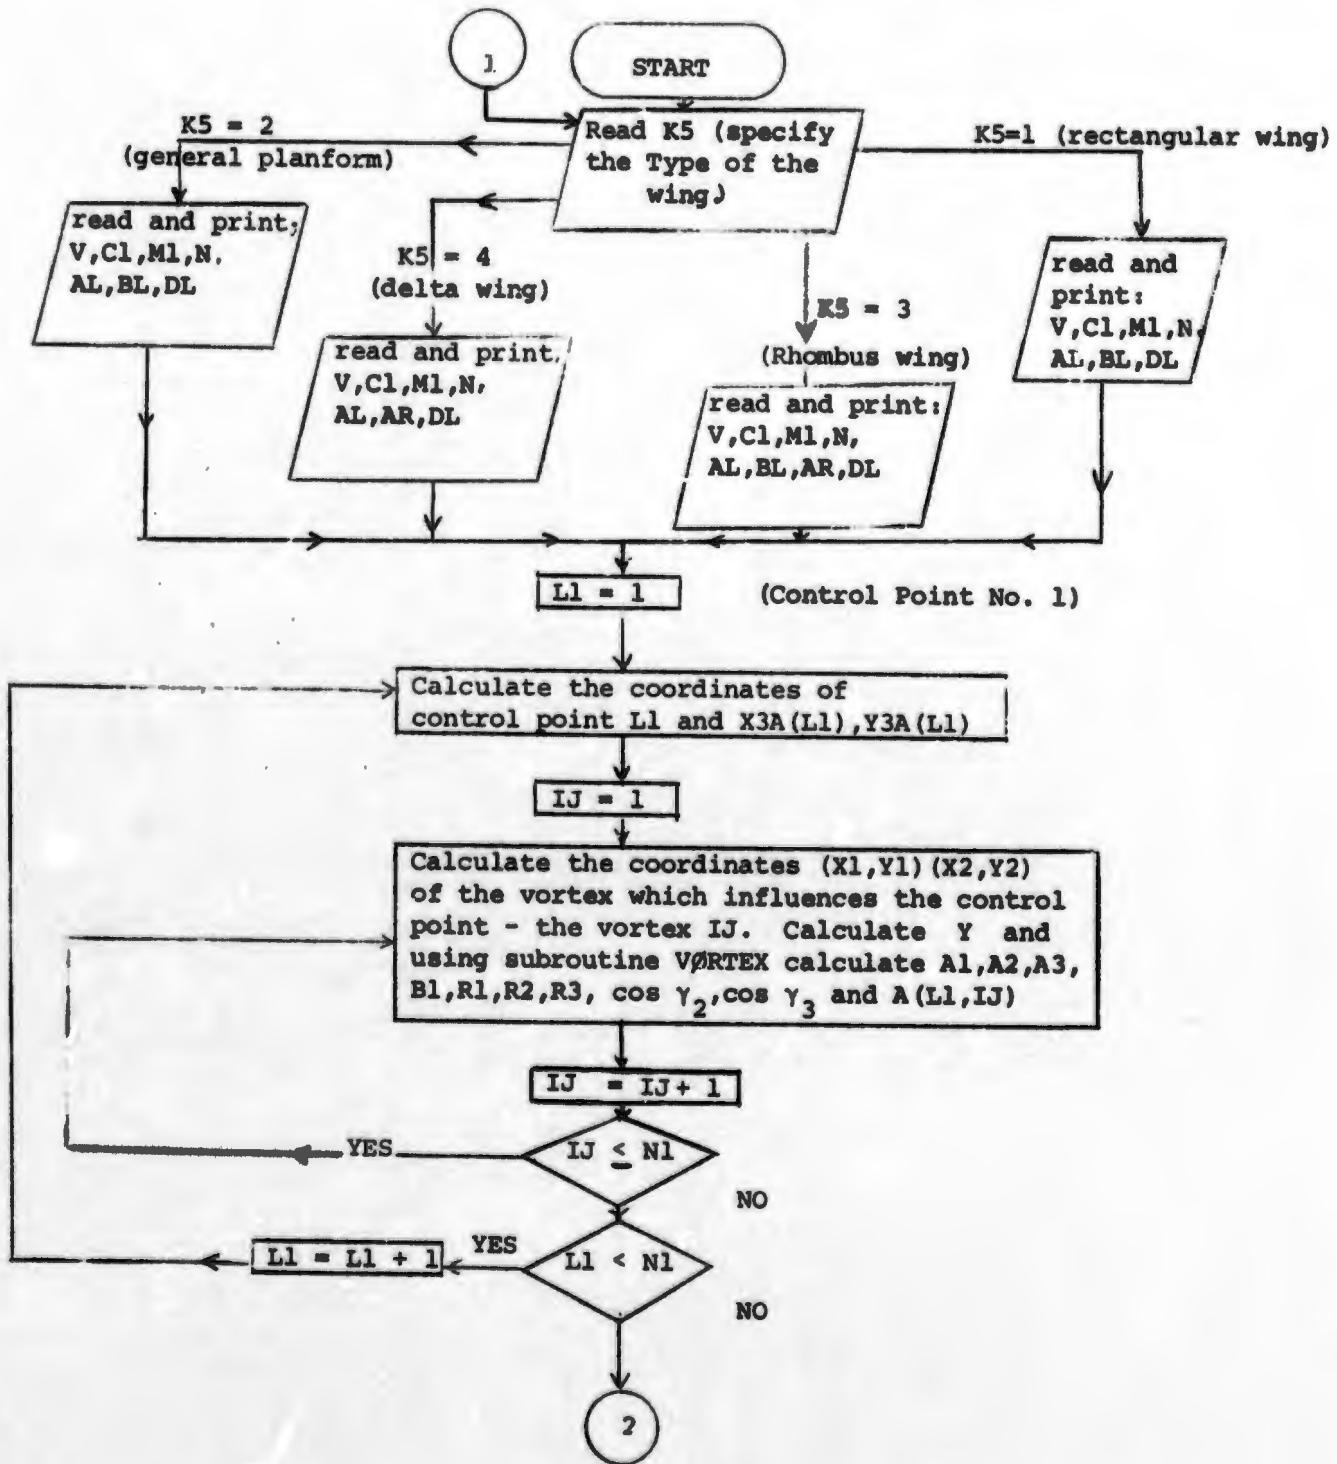 1
START
K5 = 2
(general planform)
Read K5 (specify
the Type of the
wing.)
K5=1 (rectangular wing)
read and print:
V,C1,M1,N,
AL,BL,DL
K5 = 4
(delta wing)
K5 = 3
(Rhombus wing)
read and
print:
V,C1,M1,N,
AL,BL,DL
read and print,
V,C1,M1,N,
AL,AR,DL
read and print:
V,C1,M1,N,
AL,BL,AR,DL
L1 = 1
(Control Point No. 1)
Calculate the coordinates of
control point L1 and X3A(L1),Y3A(L1)
IJ = 1
Calculate the coordinates (X1,Y1)(X2,Y2)
of the vortex which influences the control
point - the vortex IJ. Calculate Y and
using subroutine VØRTEX calculate A1,A2,A3,
B1,R1,R2,R3, cos γ₂,cos γ₃ and A(L1,IJ)
IJ = IJ+ 1
YES
IJ ≤ N1
NO
L1 = L1 + 1
YES
L1 < N1
NO
2